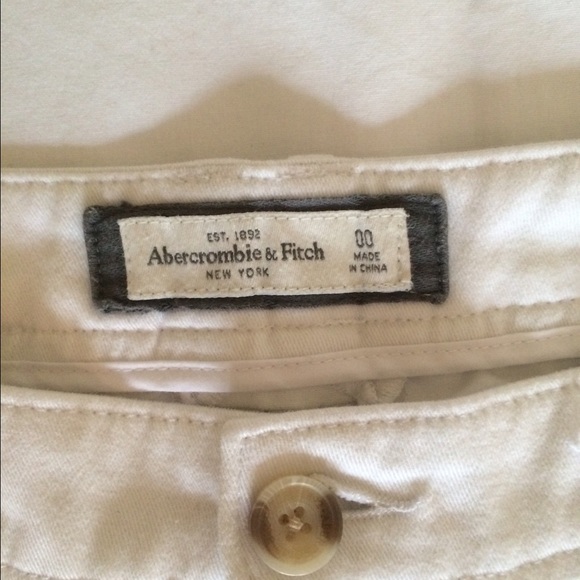 EST. 1892
Abercrombie & Fitch
NEW YORK
00
MADE
IN CHINA